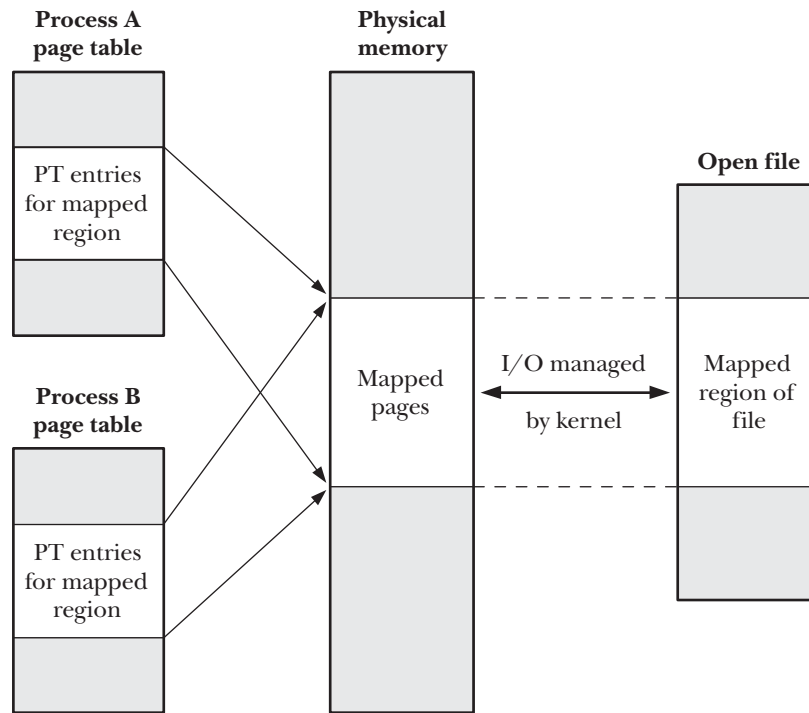 Process A
page table
PT entries
for mapped
region
Process B
page table
PT entries
for mapped
region
Physical
memory
Mapped
pages
I/O managed
by kernel
Open file
Mapped
region of
file